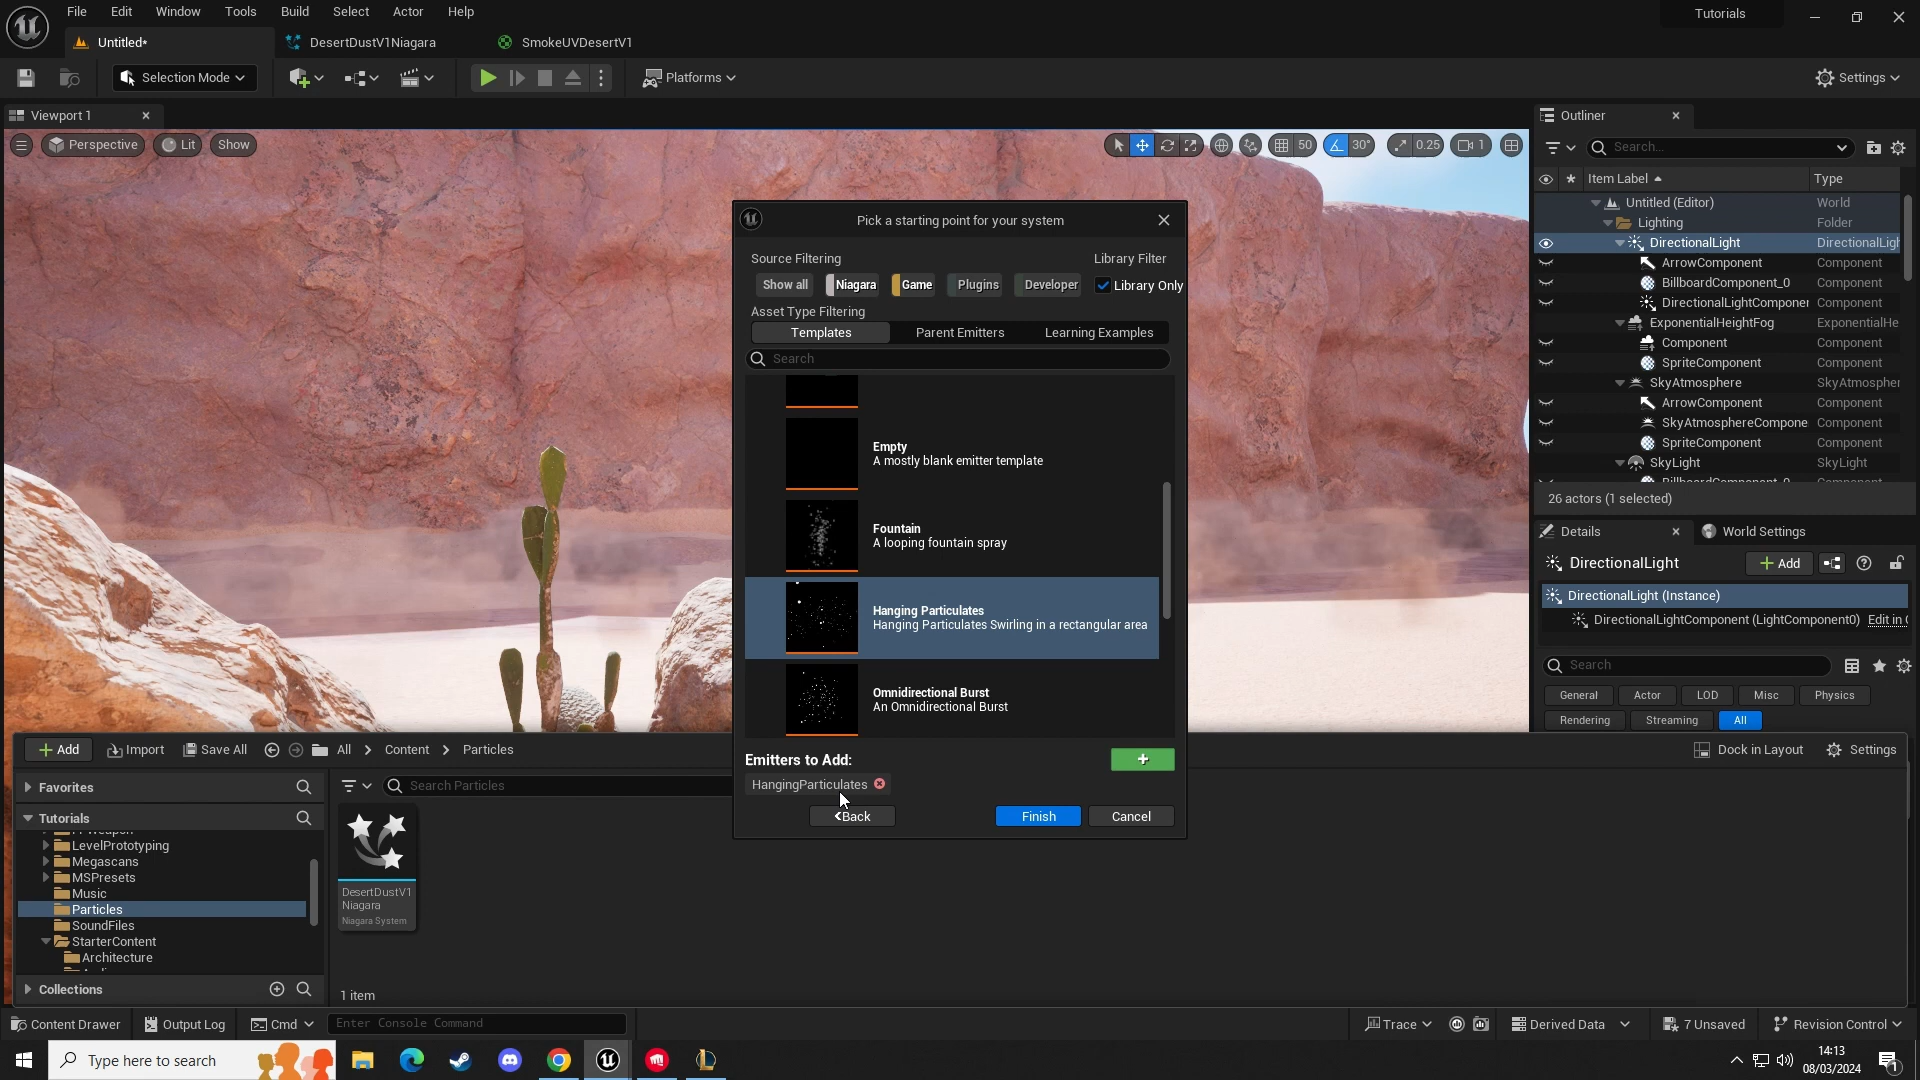 File Edit Window Tools Build Select Actor Help
Tutorials
Untitled*
DesertDustV1Niagara
SmokeUVDesertV1
Selection Mode
Platforms
Settings
Viewport 1
Perspective
Lit
Show
50
30°
0.25
1
Outliner
Search...
Item Label
Type
Untitled (Editor) World
Lighting Folder
DirectionalLight DirectionalLigh
ArrowComponent Component
BillboardComponent_0 Component
DirectionalLightComponer Component
ExponentialHeightFog ExponentialHe
Component Component
SpriteComponent Component
SkyAtmosphere SkyAtmospher
ArrowComponent Component
SkyAtmosphereCompone Component
SpriteComponent Component
SkyLight SkyLight
26 actors (1 selected)
Details
World Settings
DirectionalLight
Add
DirectionalLight (Instance)
DirectionalLightComponent (LightComponent0) Edit in
Search
General Actor LOD Misc Physics
Rendering Streaming All
Pick a starting point for your system
Source Filtering
Library Filter
Show all Niagara Game Plugins Developer Library Only
Asset Type Filtering
Templates Parent Emitters Learning Examples
Search
Empty
A mostly blank emitter template
Fountain
A looping fountain spray
Hanging Particulates
Hanging Particulates Swirling in a rectangular area
Omnidirectional Burst
An Omnidirectional Burst
Emitters to Add:
HangingParticulates
Back
Finish
Cancel
Add Import Save All All Content Particles
Dock in Layout Settings
Favorites
Search Particles
Tutorials
LevelPrototyping
Megascans
MSPresets
Music
Particles
SoundFiles
StarterContent
Architecture
Collections
DesertDustV1
Niagara
Niagara System
1 item
Content Drawer Output Log Cmd Enter Console Command
Trace Derived Data 7 Unsaved Revision Control
Type here to search
14:13
08/03/2024
1